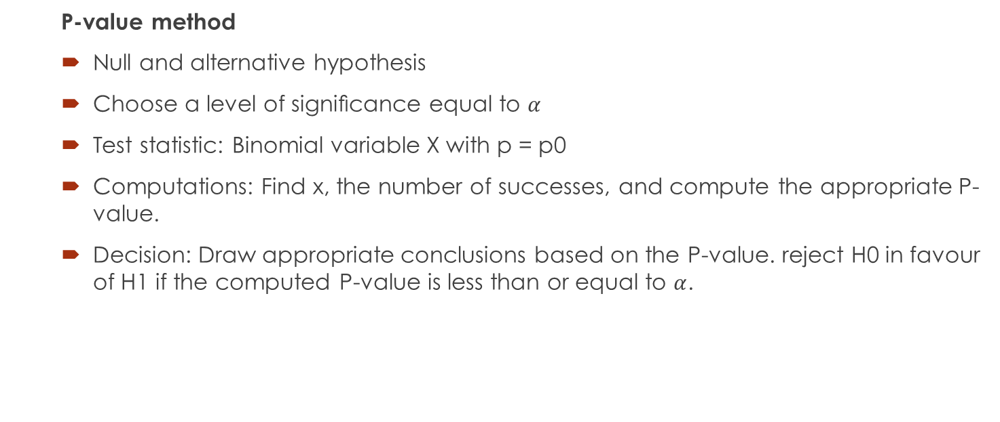 P-value method
Null and alternative hypothesis
Choose a level of significance equal to α
Test statistic: Binomial variable X with p = p0
Computations: Find x, the number of successes, and compute the appropriate P-
value.
Decision: Draw appropriate conclusions based on the P-value. reject H0 in favour
of H1 if the computed P-value is less than or equal to α.